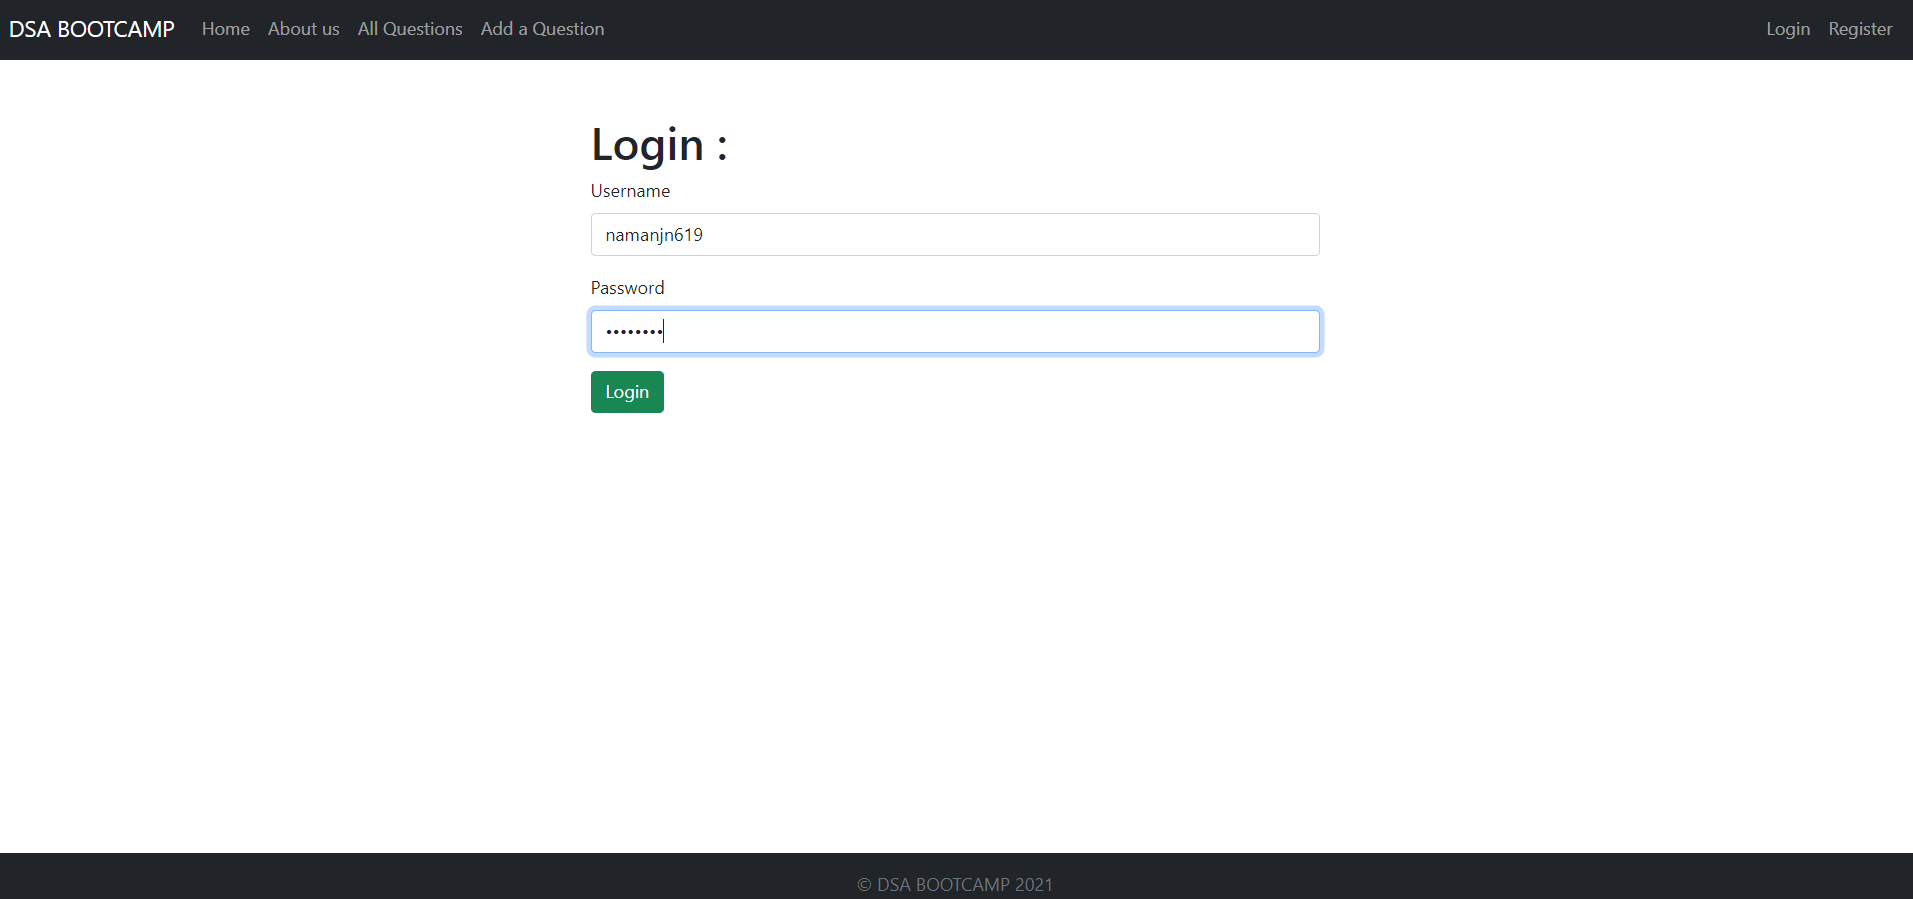 DSA BOOTCAMP Home About us All Questions Add a Question Login Register
Login :
Username
namanjn619
Password
••••••••
Login
© DSA BOOTCAMP 2021